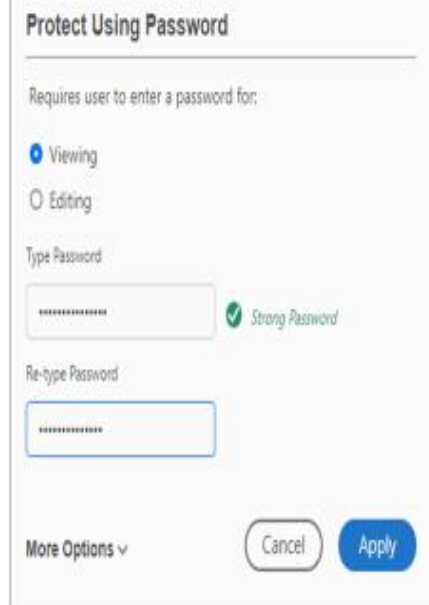 Protect Using Password
Requires user to enter a password for:
Viewing
Editing
Type Password
•••••••••••••••
Strong Password
Re-type Password
••••••••••••••
More Options
Cancel
Apply